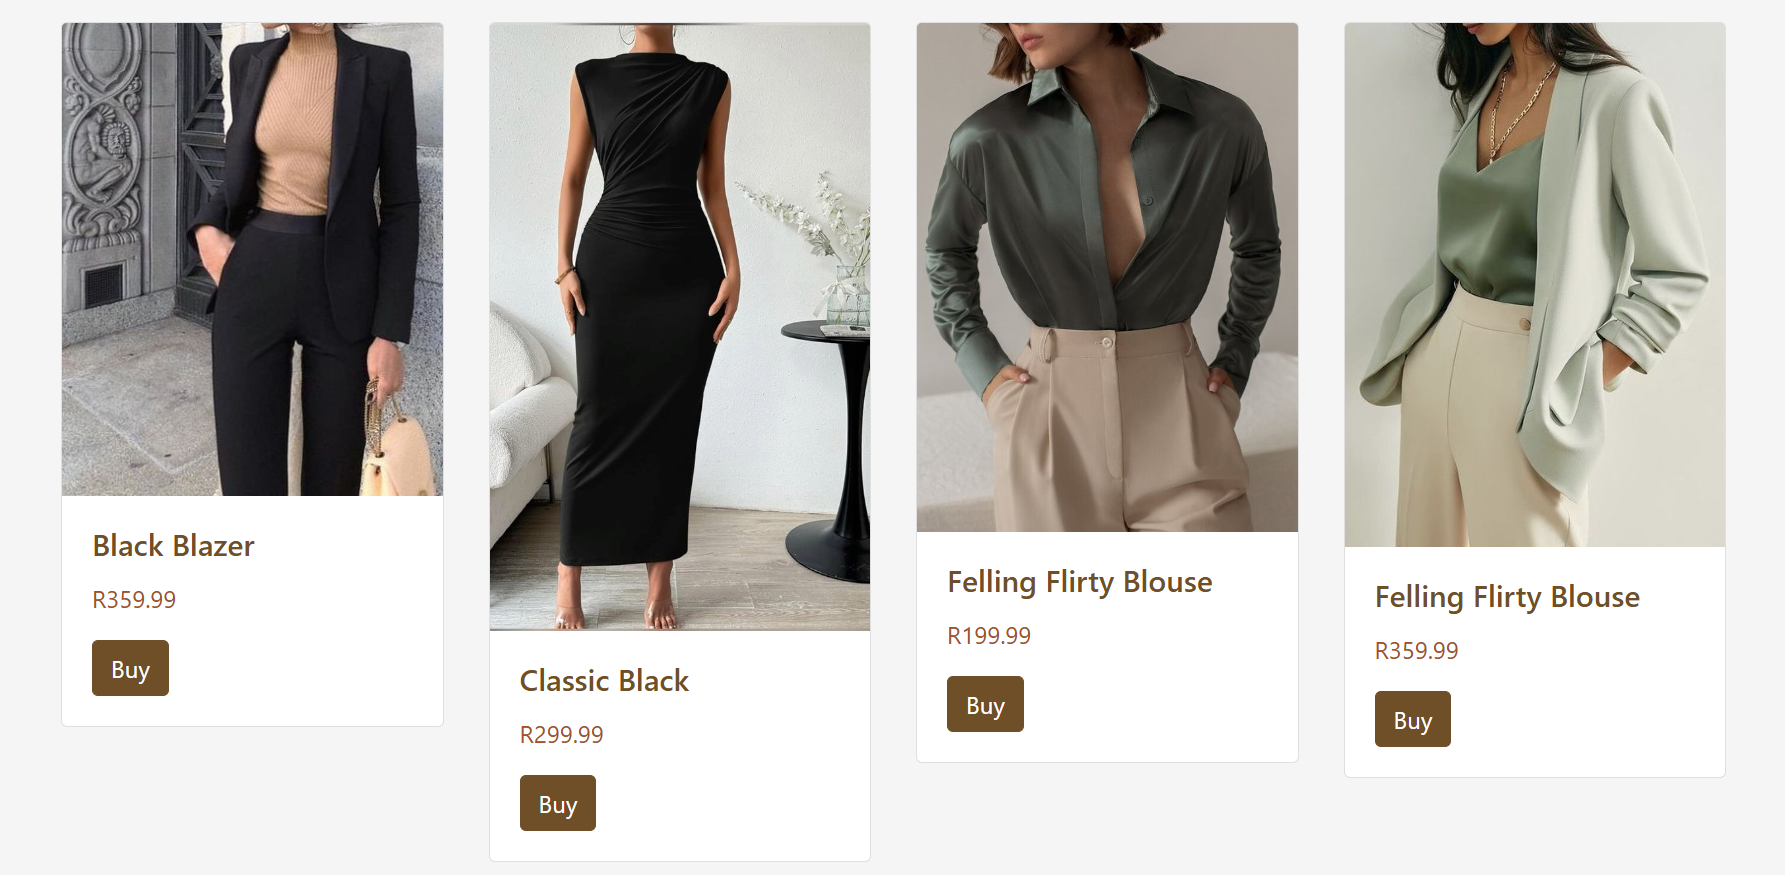 Black Blazer
R359.99
Buy
Classic Black
R299.99
Buy
Felling Flirty Blouse
R199.99
Buy
Felling Flirty Blouse
R359.99
Buy